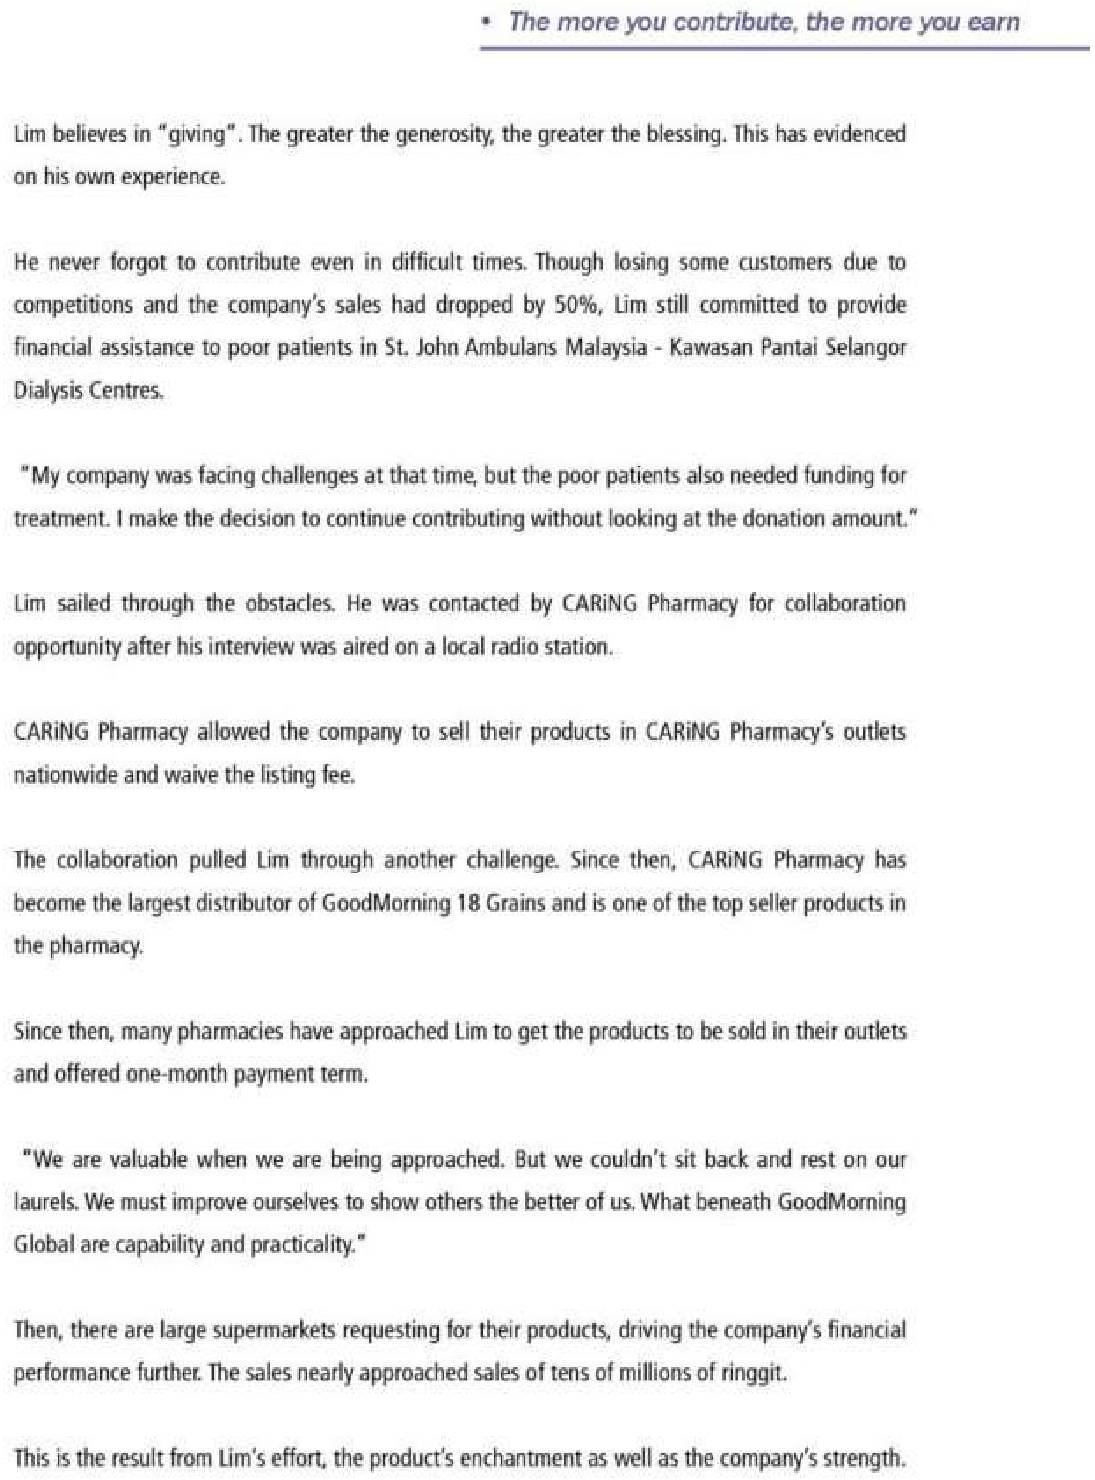 • The more you contribute, the more you earn
Lim believes in "giving". The greater the generosity, the greater the blessing. This has evidenced
on his own experience.
He never forgot to contribute even in difficult times. Though losing some customers due to
competitions and the company's sales had dropped by 50%, Lim still committed to provide
financial assistance to poor patients in St. John Ambulans Malaysia - Kawasan Pantai Selangor
Dialysis Centres.
"My company was facing challenges at that time, but the poor patients also needed funding for
treatment. I make the decision to continue contributing without looking at the donation amount."
Lim sailed through the obstacles. He was contacted by CARiNG Pharmacy for collaboration
opportunity after his interview was aired on a local radio station.
CARiNG Pharmacy allowed the company to sell their products in CARiNG Pharmacy's outlets
nationwide and waive the listing fee.
The collaboration pulled Lim through another challenge. Since then, CARiNG Pharmacy has
become the largest distributor of GoodMorning 18 Grains and is one of the top seller products in
the pharmacy.
Since then, many pharmacies have approached Lim to get the products to be sold in their outlets
and offered one-month payment term.
"We are valuable when we are being approached. But we couldn't sit back and rest on our
laurels. We must improve ourselves to show others the better of us. What beneath GoodMorning
Global are capability and practicality."
Then, there are large supermarkets requesting for their products, driving the company's financial
performance further. The sales nearly approached sales of tens of millions of ringgit.
This is the result from Lim's effort, the product's enchantment as well as the company's strength.